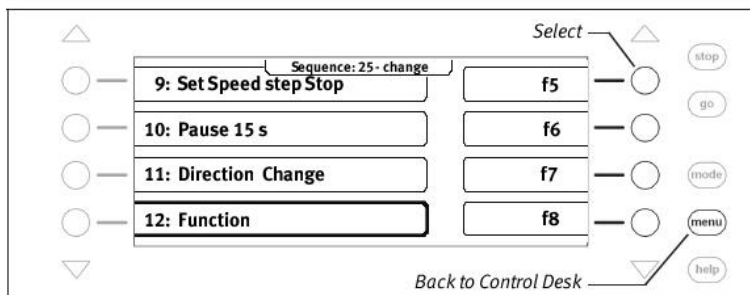 Select
stop
Sequence: 25- change
9: Set Speed step Stop
f5
go
10: Pause 15 s
f6
11: Direction Change
f7
mode
12: Function
f8
menu
help
Back to Control Desk